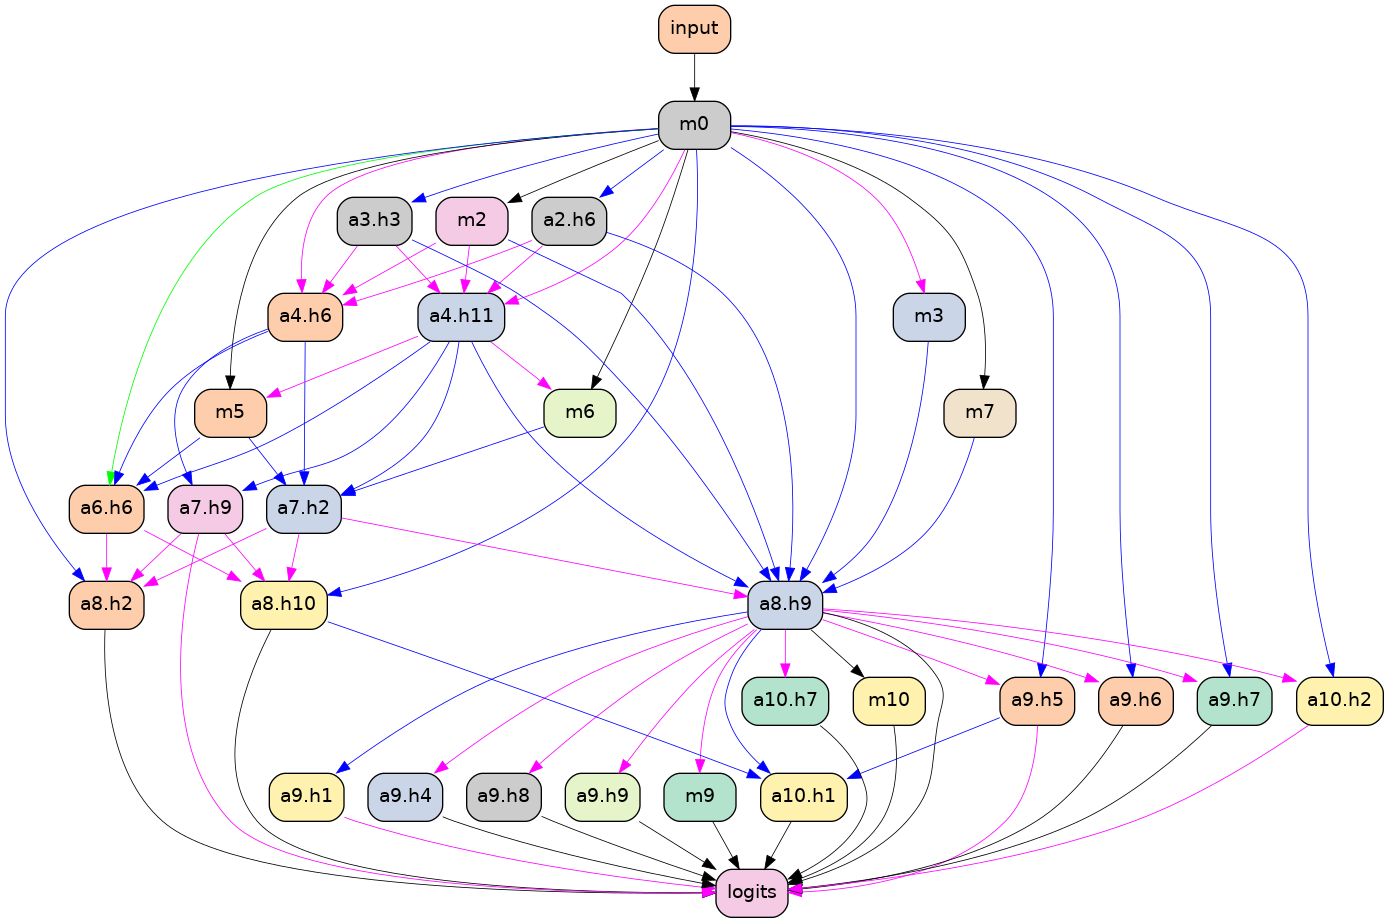 input
m0
a3.h3 m2 a2.h6
a4.h6 a4.h11 m3
m5 m6 m7
a6.h6 a7.h9 a7.h2
a8.h2 a8.h10 a8.h9
a10.h7 m10 a9.h5 a9.h6 a9.h7 a10.h2
a9.h1 a9.h4 a9.h8 a9.h9 m9 a10.h1
logits